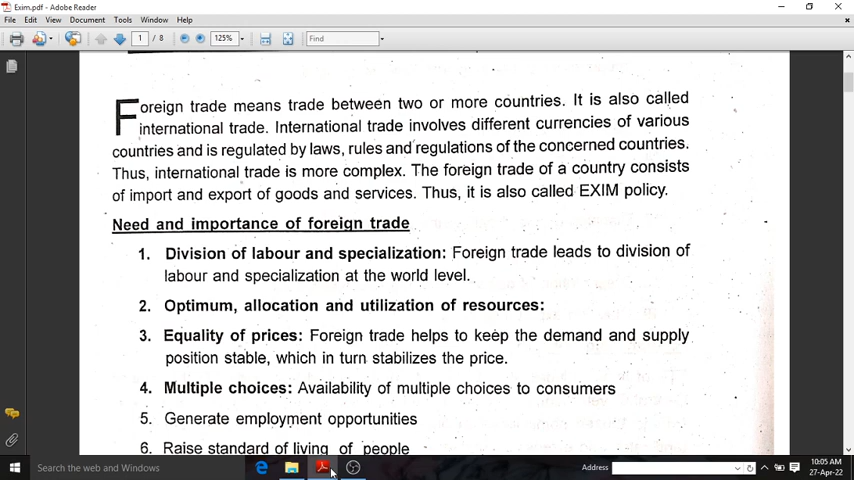 Exim.pdf - Adobe Reader
File Edit View Document Tools Window Help
1 / 8 125% Find
Foreign trade means trade between two or more countries. It is also called
international trade. International trade involves different currencies of various
countries and is regulated by laws, rules and regulations of the concerned countries.
Thus, international trade is more complex. The foreign trade of a country consists
of import and export of goods and services. Thus, it is also called EXIM policy.
Need and importance of foreign trade
1. Division of labour and specialization: Foreign trade leads to division of
labour and specialization at the world level.
2. Optimum, allocation and utilization of resources:
3. Equality of prices: Foreign trade helps to keep the demand and supply
position stable, which in turn stabilizes the price.
4. Multiple choices: Availability of multiple choices to consumers
5. Generate employment opportunities
6. Raise standard of living of people
Search the web and Windows
Address
10:05 AM
27-Apr-22